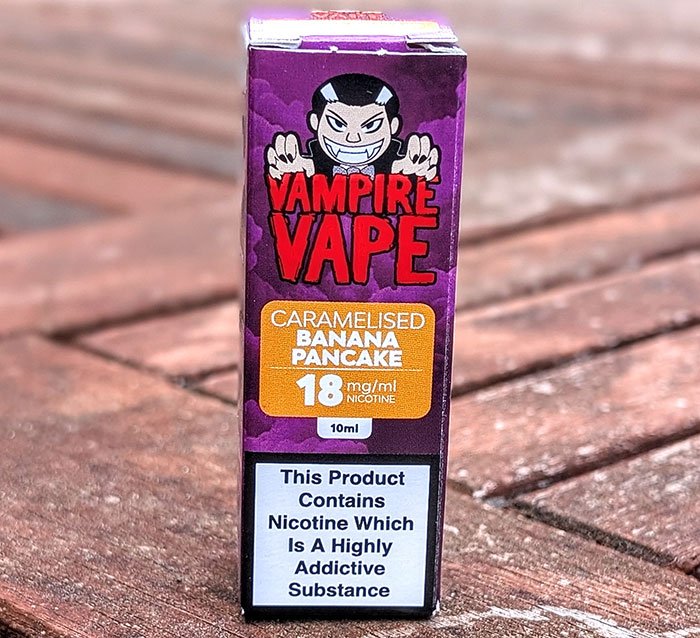 VAMPIRE
VAPE
CARAMELISED
BANANA
PANCAKE
18 mg/ml
NICOTINE
10ml
This Product
Contains
Nicotine Which
Is A Highly
Addictive
Substance